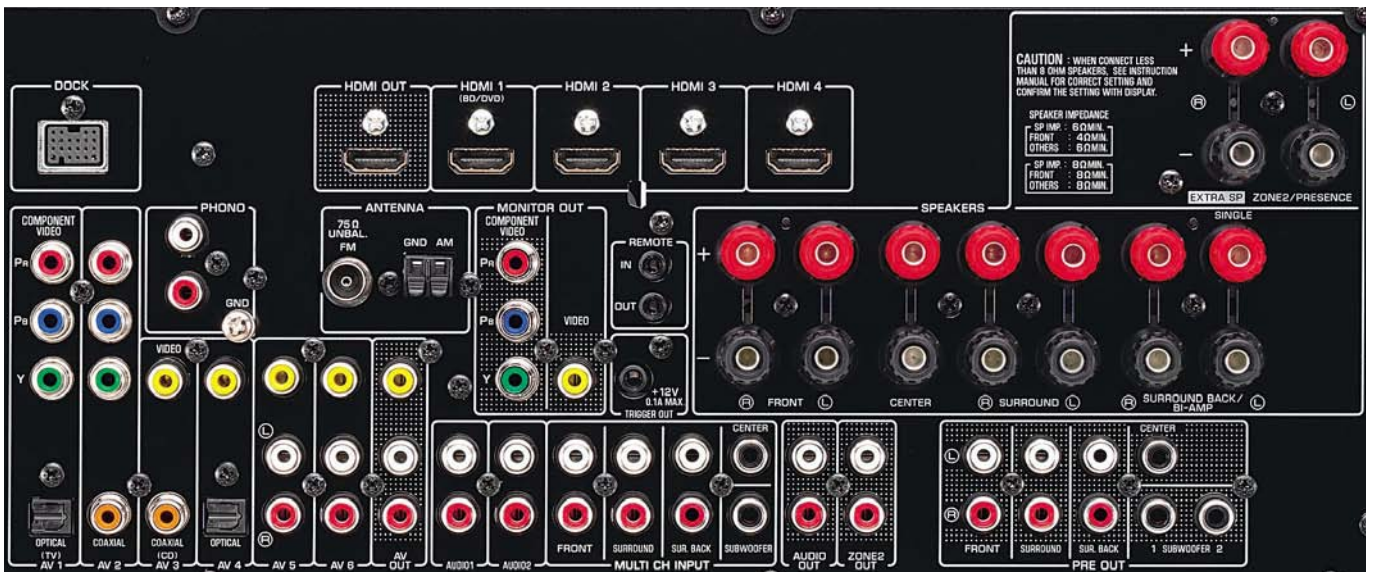 DOCK
HDMI OUT
HDMI 1
(BD/DVD)
HDMI 2
HDMI 3
HDMI 4
CAUTION : WHEN CONNECT LESS
THAN 8 OHM SPEAKERS, SEE INSTRUCTION
MANUAL FOR CORRECT SETTING AND
CONFIRM THE SETTING WITH DISPLAY.
SPEAKER IMPEDANCE
SP IMP. : 6ΩMIN.
FRONT : 4ΩMIN.
OTHERS : 6ΩMIN.
SP IMP. : 8ΩMIN.
FRONT : 8ΩMIN.
OTHERS : 8ΩMIN.
+
R
L
−
EXTRA SP ZONE2/PRESENCE
COMPONENT
VIDEO
PR
PB
Y
PHONO
GND
ANTENNA
75Ω
UNBAL.
FM
GND AM
MONITOR OUT
COMPONENT
VIDEO
PR
PB
Y
VIDEO
REMOTE
IN
OUT
+12V
0.1A MAX.
TRIGGER OUT
SPEAKERS
SINGLE
+
−
R FRONT L
CENTER
R SURROUND L
R SURROUND BACK/
BI-AMP L
VIDEO
L
R
OPTICAL
(TV)
AV 1
COAXIAL
AV 2
COAXIAL
(CD)
AV 3
OPTICAL
AV 4
AV 5
AV 6
AV
OUT
AUDIO1
AUDIO2
FRONT
SURROUND
SUR. BACK
CENTER
SUBWOOFER
MULTI CH INPUT
AUDIO
OUT
ZONE2
OUT
L
R
FRONT
SURROUND
SUR. BACK
CENTER
1 SUBWOOFER 2
PRE OUT